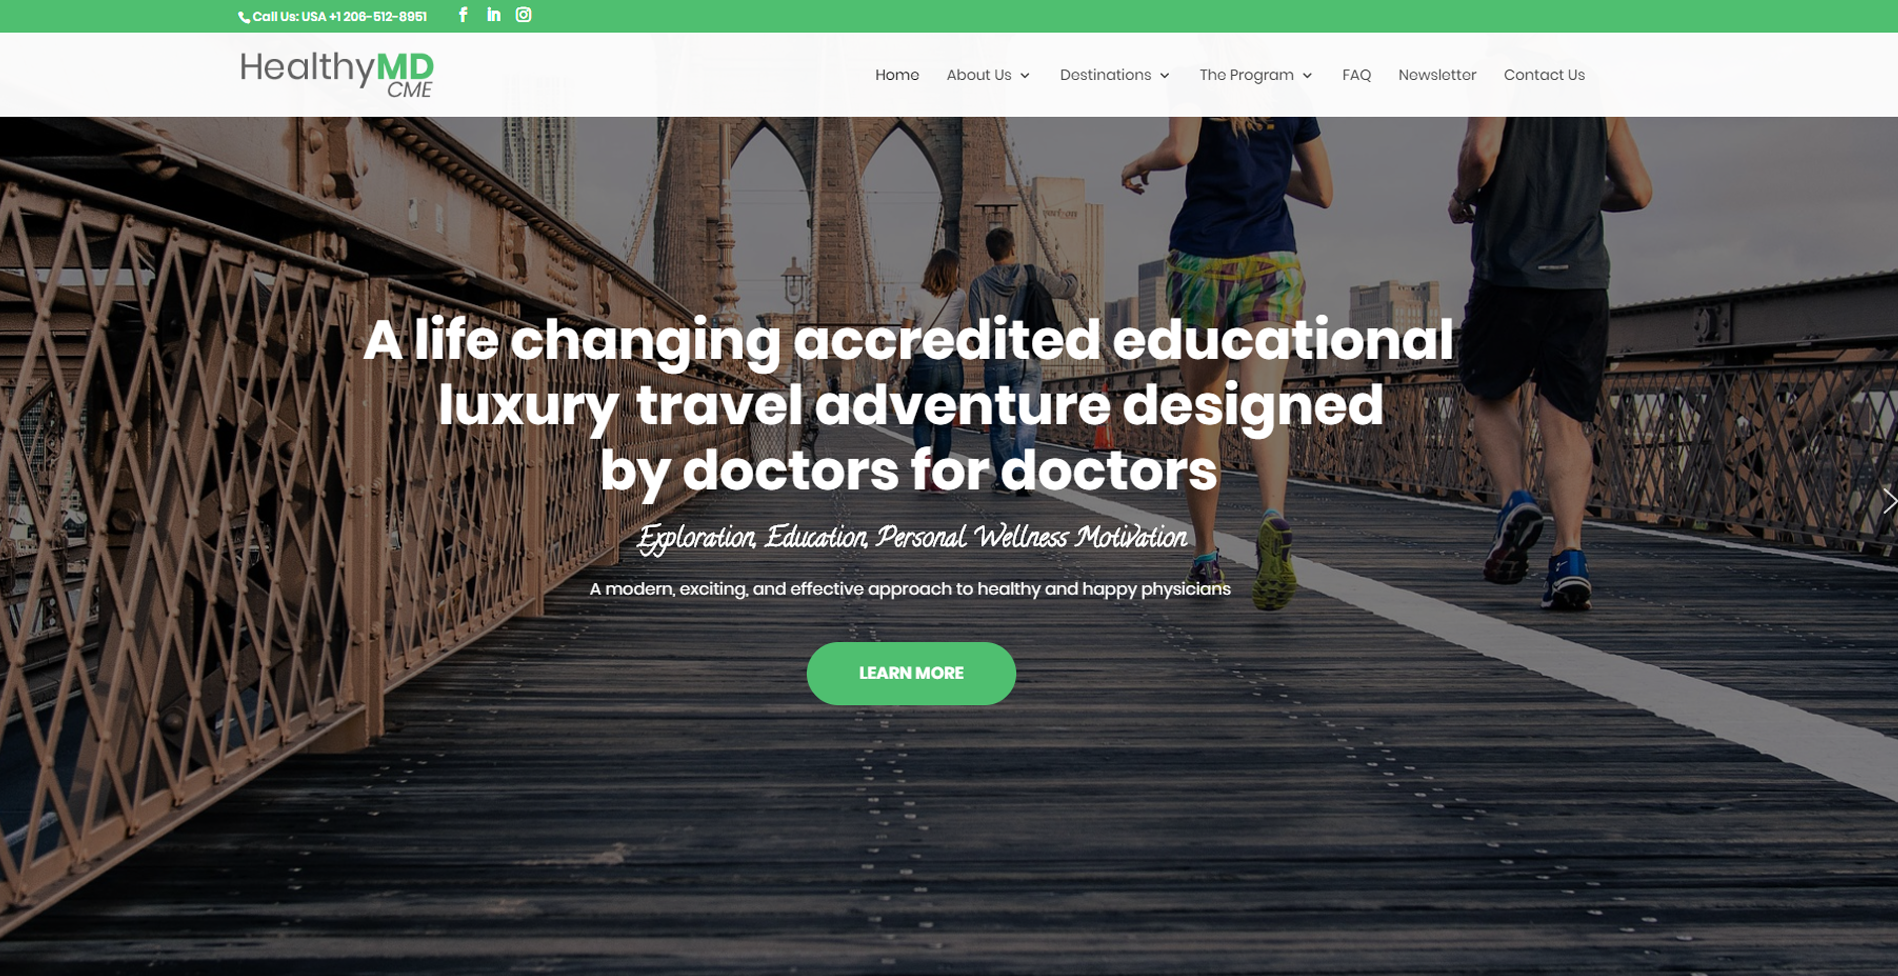 Call Us: USA +1 206-512-8951
HealthyMD
CME
Home About Us Destinations The Program FAQ Newsletter Contact Us
verizon
A life changing accredited educational
luxury travel adventure designed
by doctors for doctors
Exploration, Education, Personal Wellness Motivation
A modern, exciting, and effective approach to healthy and happy physicians
LEARN MORE